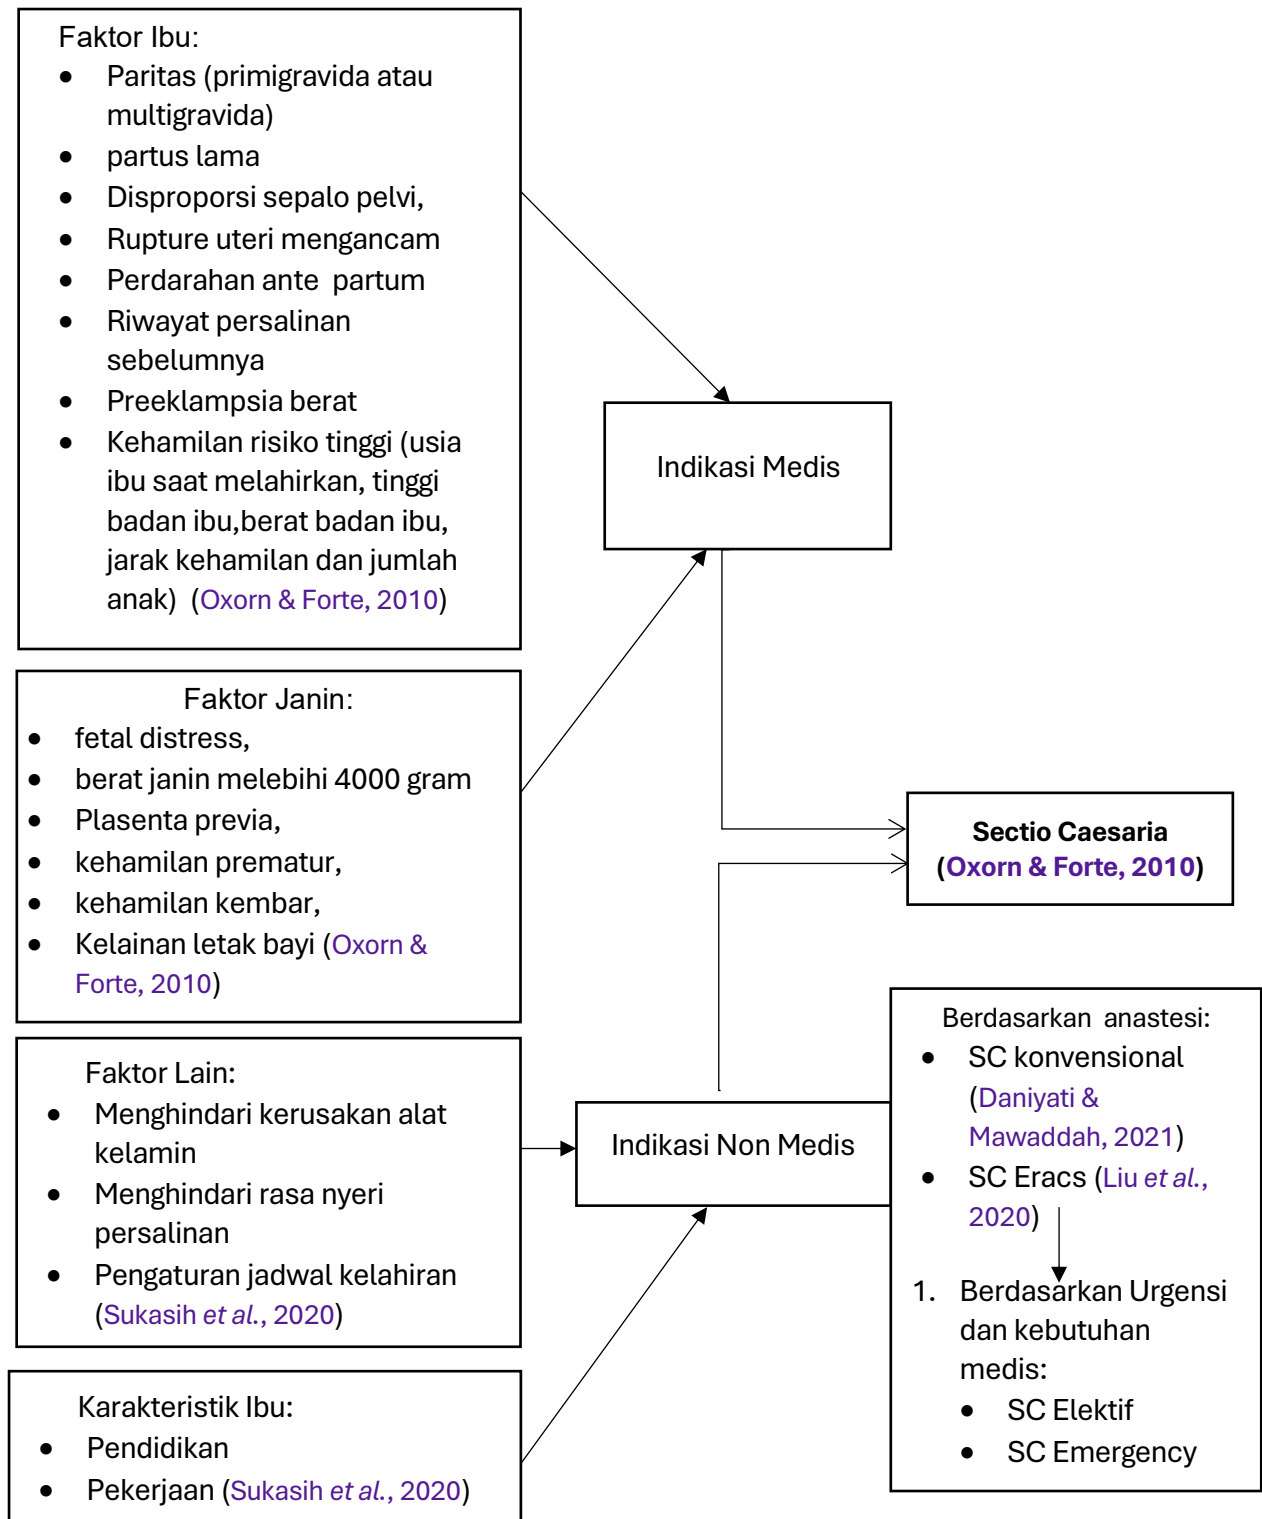 Faktor Ibu:
• Paritas (primigravida atau
multigravida)
• partus lama
• Disproporsi sepalo pelvi,
• Rupture uteri mengancam
• Perdarahan ante  partum
• Riwayat persalinan
sebelumnya
• Preeklampsia berat
• Kehamilan risiko tinggi (usia
ibu saat melahirkan, tinggi
badan ibu,berat badan ibu,
jarak kehamilan dan jumlah
anak)  (Oxorn & Forte, 2010)
Indikasi Medis
Faktor Janin:
• fetal distress,
• berat janin melebihi 4000 gram
• Plasenta previa,
• kehamilan prematur,
• kehamilan kembar,
• Kelainan letak bayi (Oxorn &
Forte, 2010)
Sectio Caesaria
(Oxorn & Forte, 2010)
Faktor Lain:
• Menghindari kerusakan alat
kelamin
• Menghindari rasa nyeri
persalinan
• Pengaturan jadwal kelahiran
(Sukasih et al., 2020)
Indikasi Non Medis
Berdasarkan  anastesi:
• SC konvensional
(Daniyati &
Mawaddah, 2021)
• SC Eracs (Liu et al.,
2020)
1. Berdasarkan Urgensi
dan kebutuhan
medis:
• SC Elektif
• SC Emergency
Karakteristik Ibu:
• Pendidikan
• Pekerjaan (Sukasih et al., 2020)